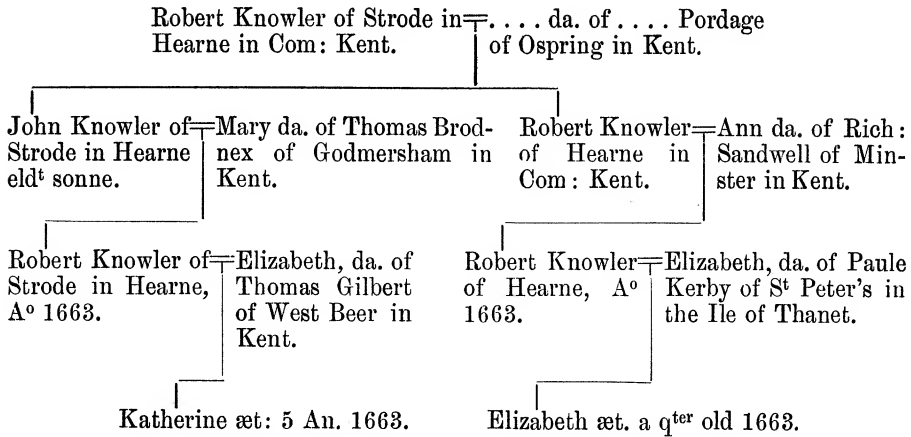 Robert Knowler of Strode in=. . . . da. of . . . . Pordage
Hearne in Com: Kent. of Ospring in Kent.
John Knowler of=Mary da. of Thomas Brod-
Strode in Hearne nex of Godmersham in
eldᵗ sonne. Kent.
Robert Knowler=Ann da. of Rich:
of Hearne in Sandwell of Min-
Com: Kent. ster in Kent.
Robert Knowler of=Elizabeth, da. of
Strode in Hearne, Thomas Gilbert
Aº 1663. of West Beer in
Kent.
Robert Knowler=Elizabeth, da. of Paule
of Hearne, Aº Kerby of Sᵗ Peter's in
1663. the Ile of Thanet.
Katherine æt: 5 An. 1663.
Elizabeth æt. a qᵗᵉʳ old 1663.